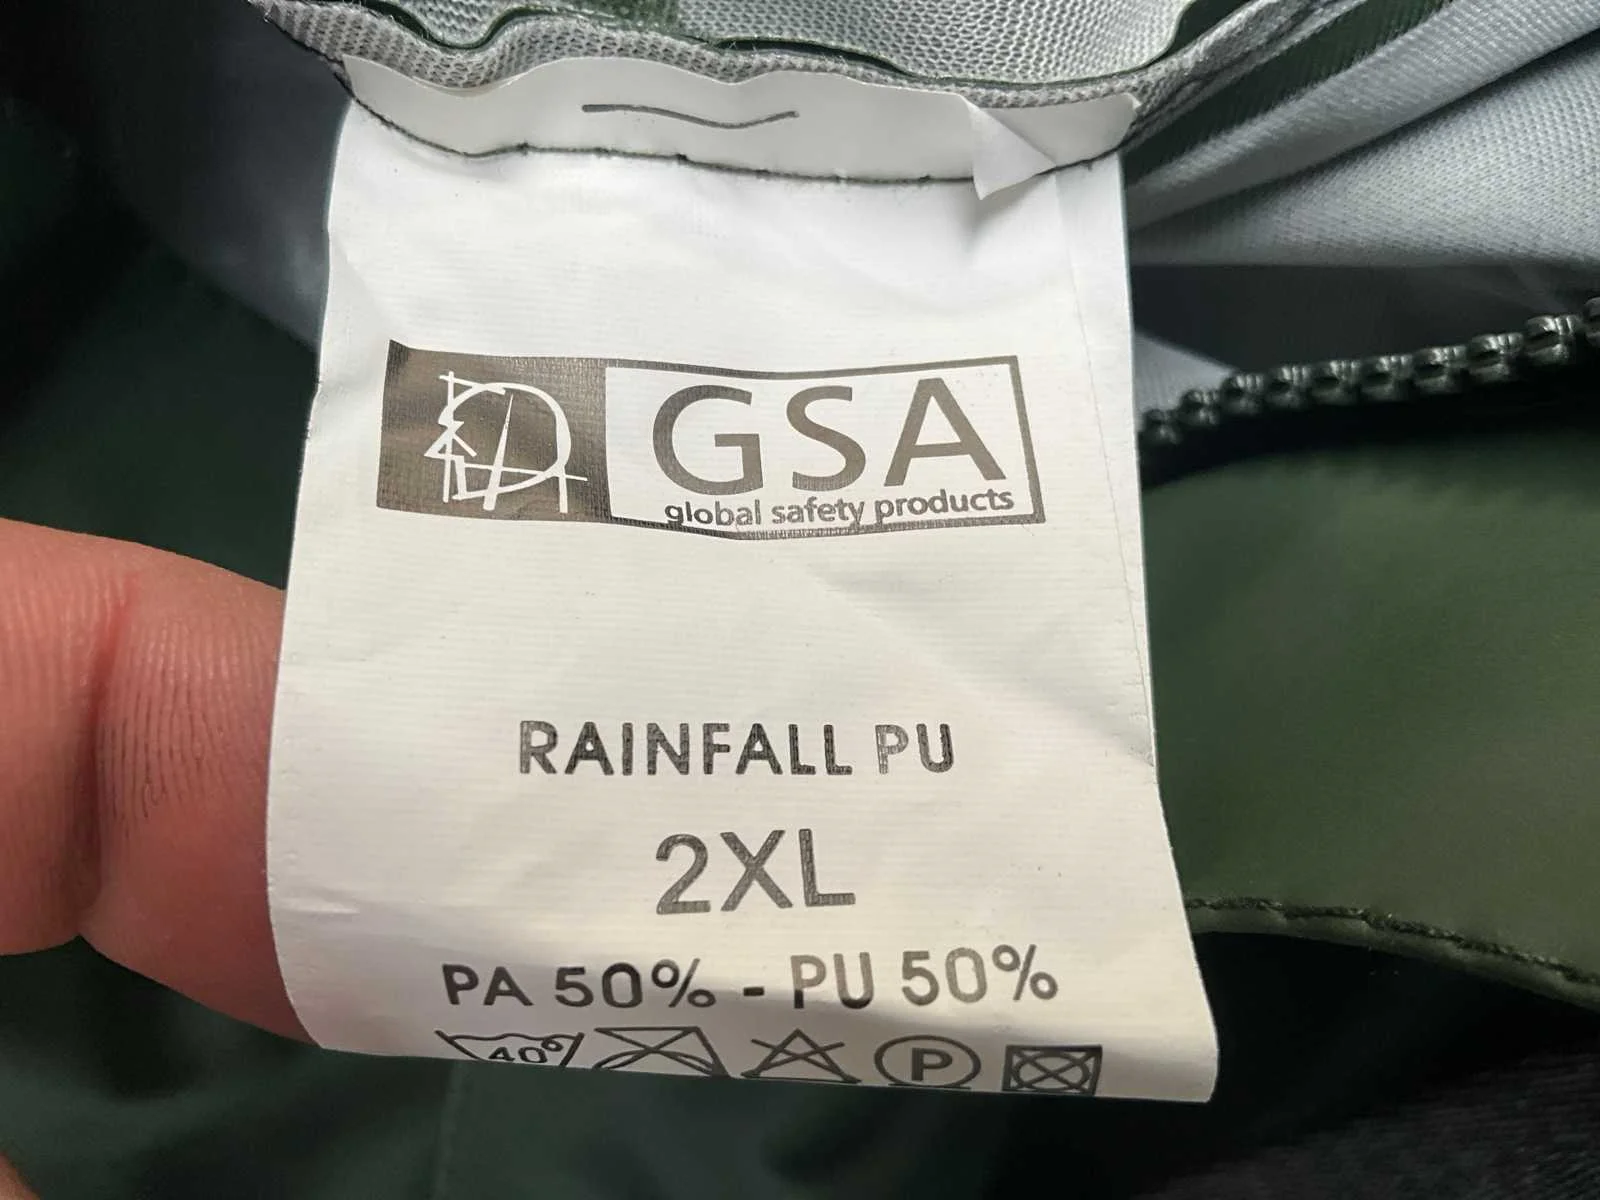 GSA
global safety products
RAINFALL PU
2XL
PA 50% - PU 50%
40° P